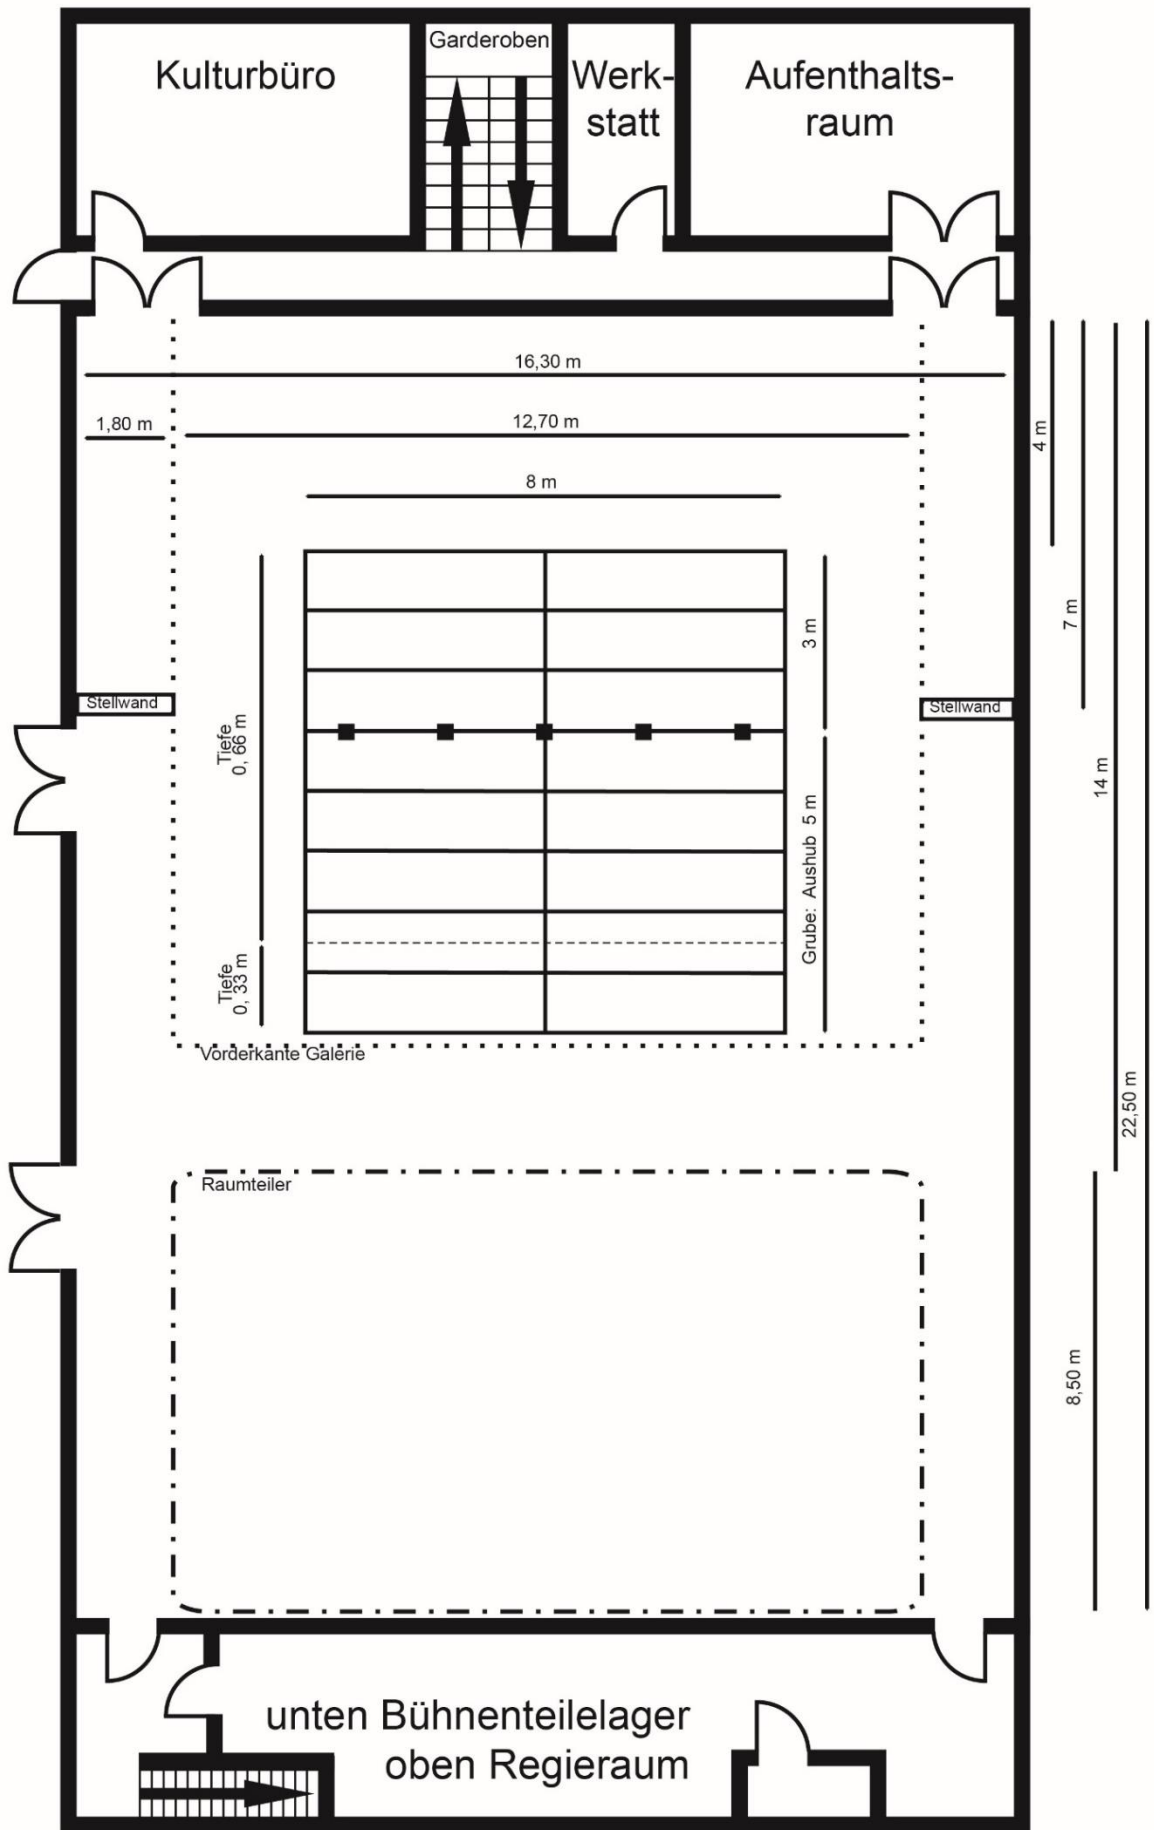 Garderoben
Kulturbüro
Werk-
statt
Aufenthalts-
raum
16,30 m
1,80 m
12,70 m
4 m
8 m
7 m
3 m
Stellwand
Stellwand
Tiefe
0, 66 m
14 m
Grube: Aushub 5 m
Tiefe
0, 33 m
Vorderkante Galerie
22,50 m
Raumteiler
8,50 m
unten Bühnenteilelager
oben Regieraum